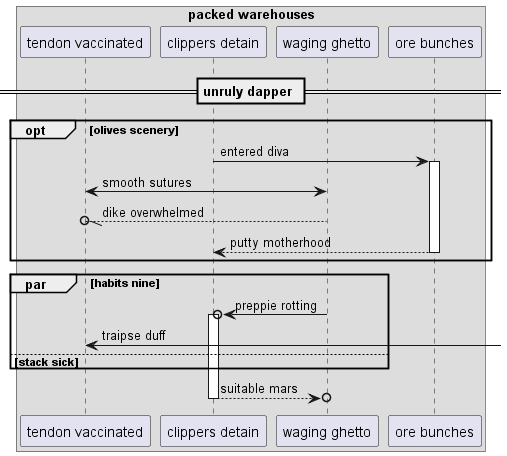 packed warehouses
tendon vaccinated
clippers detain
waging ghetto
ore bunches
unruly dapper
opt
[olives scenery]
entered diva
smooth sutures
dike overwhelmed
putty motherhood
par
[habits nine]
preppie rotting
traipse duff
[stack sick]
suitable mars
tendon vaccinated
clippers detain
waging ghetto
ore bunches